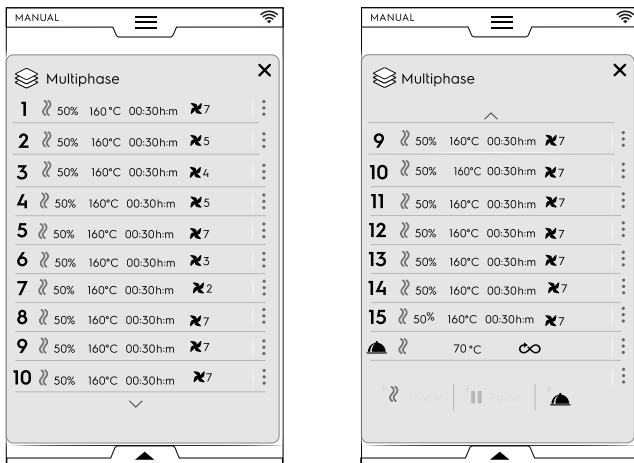 MANUAL
Multiphase
1 50% 160°C 00:30h:m 7
2 50% 160°C 00:30h:m 5
3 50% 160°C 00:30h:m 4
4 50% 160°C 00:30h:m 5
5 50% 160°C 00:30h:m 7
6 50% 160°C 00:30h:m 3
7 50% 160°C 00:30h:m 2
8 50% 160°C 00:30h:m 7
9 50% 160°C 00:30h:m 7
10 50% 160°C 00:30h:m 7
MANUAL
Multiphase
9 50% 160°C 00:30h:m 7
10 50% 160°C 00:30h:m 7
11 50% 160°C 00:30h:m 7
12 50% 160°C 00:30h:m 7
13 50% 160°C 00:30h:m 7
14 50% 160°C 00:30h:m 7
15 50% 160°C 00:30h:m 7
70°C
+ Cycle + Pause +